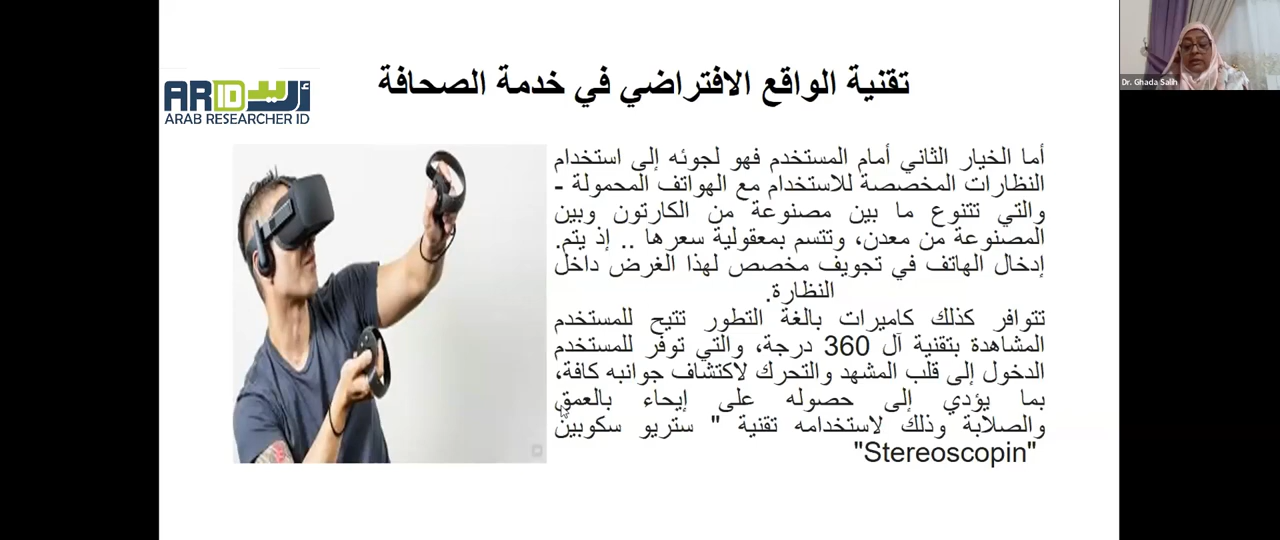 تقنية الواقع الافتراضي في خدمة الصحافة
ARID أريد
ARAB RESEARCHER ID
Dr. Ghada Salih
أما الخيار الثاني أمام المستخدم فهو لجوئه إلى استخدام
النظارات المخصصة للاستخدام مع الهواتف المحمولة -
والتي تتنوع ما بين مصنوعة من الكارتون وبين
المصنوعة من معدن، وتتسم بمعقولية سعرها .. إذ يتم.
إدخال الهاتف في تجويف مخصص لهذا الغرض داخل
النظارة.
تتوافر كذلك كاميرات بالغة التطور تتيح للمستخدم
المشاهدة بتقنية آل 360 درجة، والتي توفر للمستخدم
الدخول إلى قلب المشهد والتحرك لاكتشاف جوانبه كافة،
بما يؤدي إلى حصوله على إيحاء بالعمق
والصلابة وذلك لاستخدامه تقنية " ستريو سكوبين
"Stereoscopin"